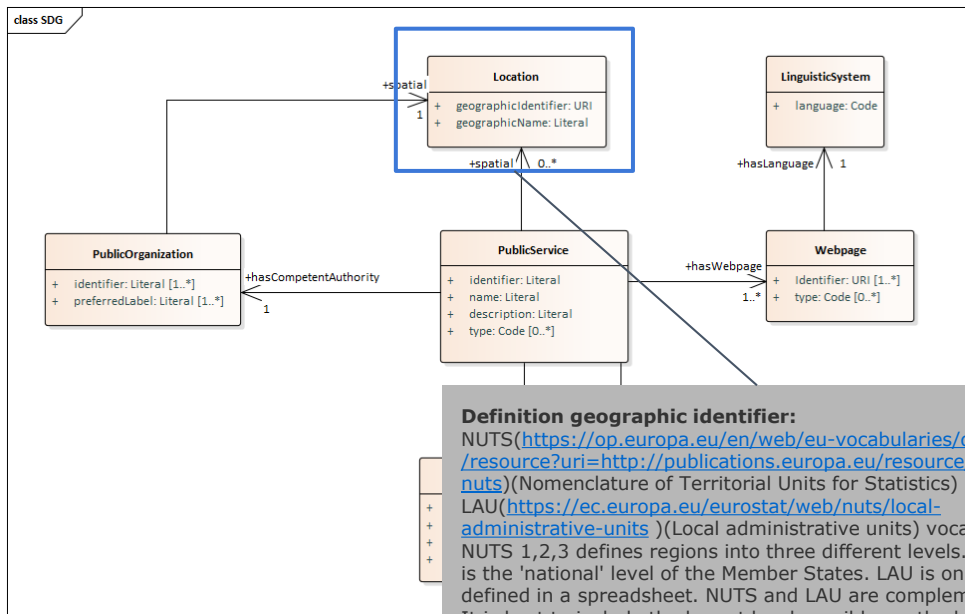 class SDG
Location
+ geographicIdentifier: URI
+ geographicName: Literal
+spatial
1
+spatial 0..*
LinguisticSystem
+ language: Code
+hasLanguage 1
PublicOrganization
+ identifier: Literal [1..*]
+ preferredLabel: Literal [1..*]
+hasCompetentAuthority
1
PublicService
+ identifier: Literal
+ name: Literal
+ description: Literal
+ type: Code [0..*]
+hasWebpage
1..*
Webpage
+ Identifier: URI [1..*]
+ type: Code [0..*]
+
+
+
+
Definition geographic identifier:
NUTS(https://op.europa.eu/en/web/eu-vocabularies/
/resource?uri=http://publications.europa.eu/resource
nuts)(Nomenclature of Territorial Units for Statistics)
LAU(https://ec.europa.eu/eurostat/web/nuts/local-
administrative-units )(Local administrative units)
NUTS 1,2,3 defines regions into three different levels.
is the 'national' level of the Member States. LAU is
defined in a spreadsheet. NUTS and LAU are